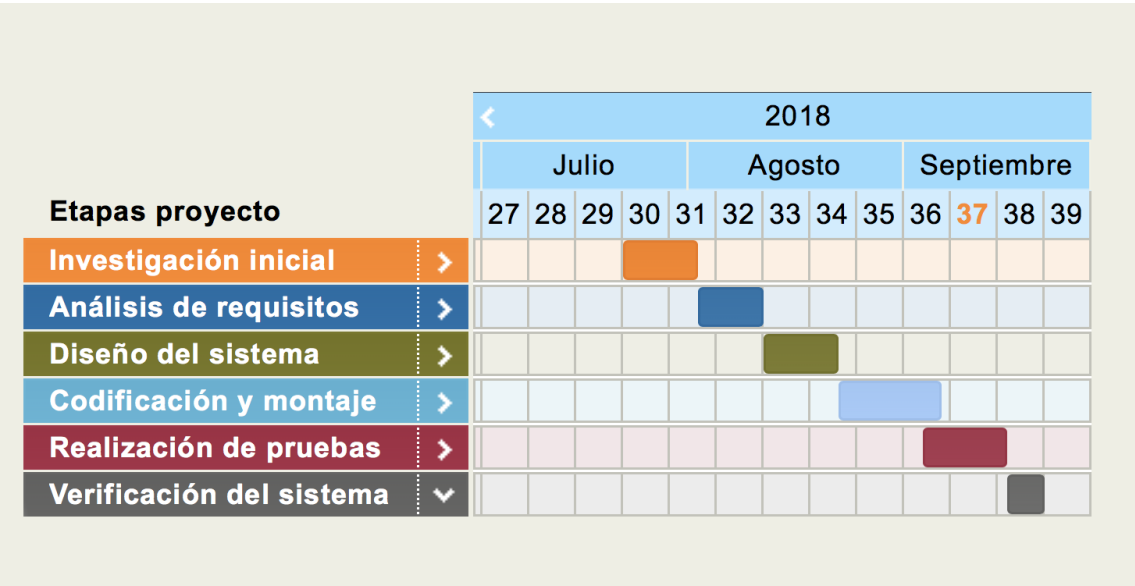 2018
Julio Agosto Septiembre
Etapas proyecto 27 28 29 30 31 32 33 34 35 36 37 38 39
Investigación inicial
Análisis de requisitos
Diseño del sistema
Codificación y montaje
Realización de pruebas
Verificación del sistema